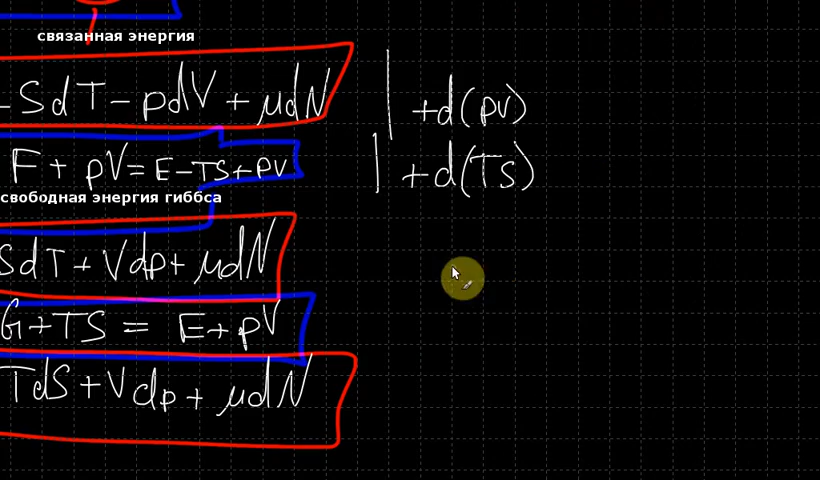 связанная энергия
-SdT-pdV+μdN | +d(pV)
F+pV=E-TS+pV | +d(TS)
свободная энергия гиббса
SdT+Vdp+μdN
G+TS = E+pV
TdS+Vdp+μdN